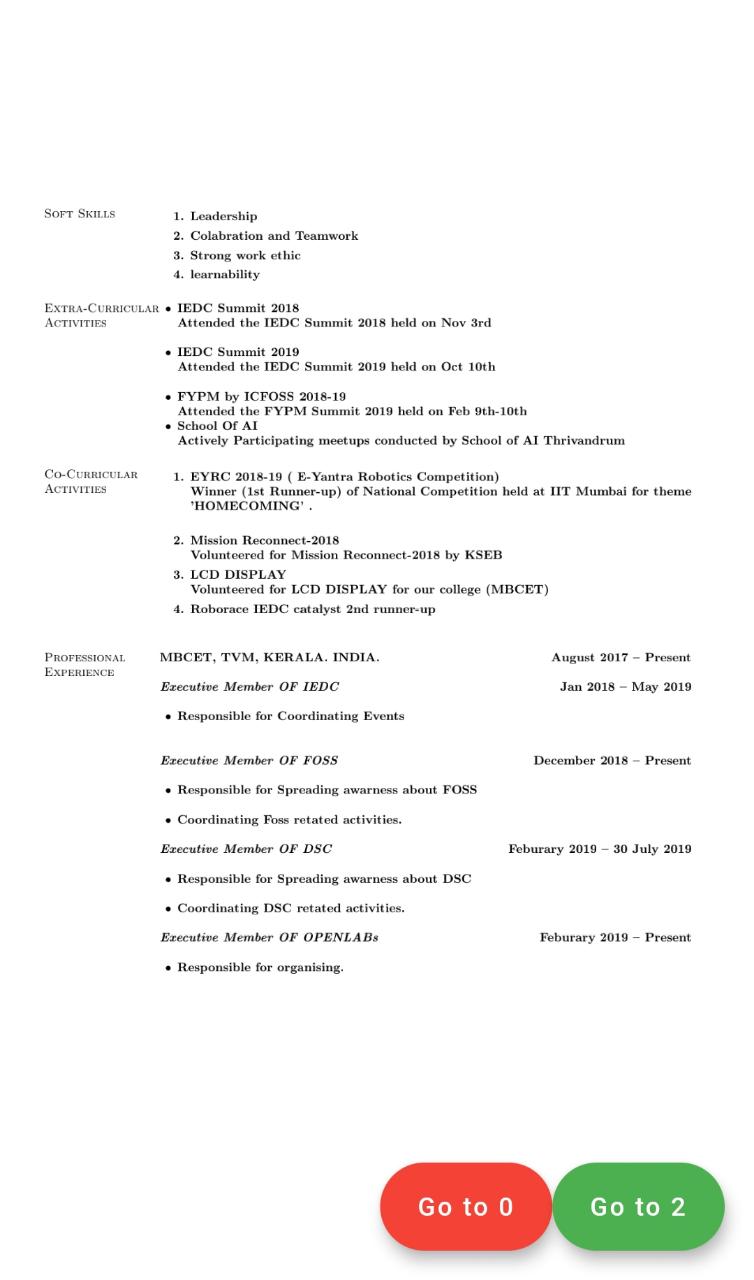 SOFT SKILLS
1. Leadership
2. Colabration and Teamwork
3. Strong work ethic
4. learnability
EXTRA-CURRICULAR ACTIVITIES
• IEDC Summit 2018
Attended the IEDC Summit 2018 held on Nov 3rd
• IEDC Summit 2019
Attended the IEDC Summit 2019 held on Oct 10th
• FYPM by ICFOSS 2018-19
Attended the FYPM Summit 2019 held on Feb 9th-10th
• School Of AI
Actively Participating meetups conducted by School of AI Thrivandrum
CO-CURRICULAR ACTIVITIES
1. EYRC 2018-19 ( E-Yantra Robotics Competition)
Winner (1st Runner-up) of National Competition held at IIT Mumbai for theme
’HOMECOMING’ .
2. Mission Reconnect-2018
Volunteered for Mission Reconnect-2018 by KSEB
3. LCD DISPLAY
Volunteered for LCD DISPLAY for our college (MBCET)
4. Roborace IEDC catalyst 2nd runner-up
PROFESSIONAL EXPERIENCE
MBCET, TVM, KERALA. INDIA. August 2017 – Present
Executive Member OF IEDC Jan 2018 – May 2019
• Responsible for Coordinating Events
Executive Member OF FOSS December 2018 – Present
• Responsible for Spreading awarness about FOSS
• Coordinating Foss retated activities.
Executive Member OF DSC Feburary 2019 – 30 July 2019
• Responsible for Spreading awarness about DSC
• Coordinating DSC retated activities.
Executive Member OF OPENLABs Feburary 2019 – Present
• Responsible for organising.
Go to 0 Go to 2